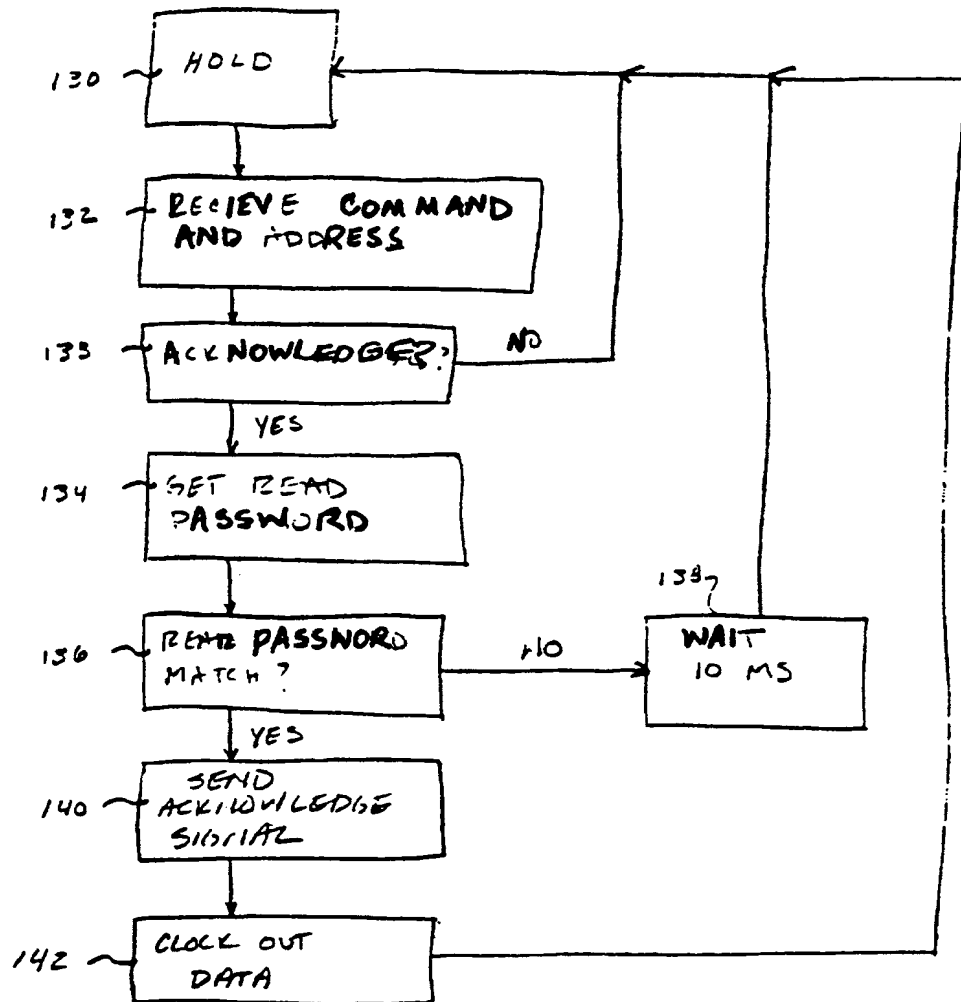 130
HOLD
132
RECIEVE COMMAND
AND ADDRESS
133
ACKNOWLEDGE?
NO
YES
134
GET READ
PASSWORD
136
READ PASSWORD
MATCH?
NO
138
WAIT
10 MS
YES
140
SEND
ACKNOWLEDGE
SIGNAL
142
CLOCK OUT
DATA